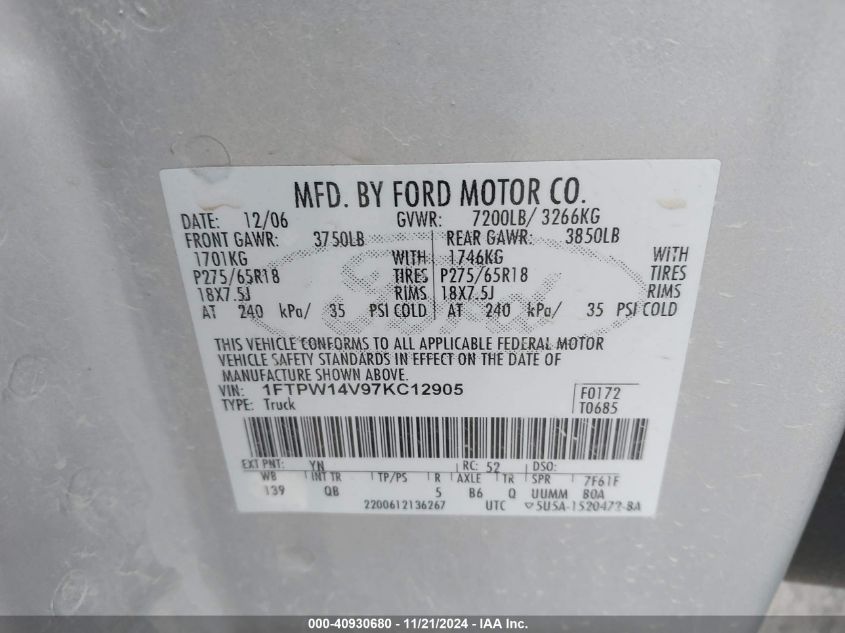 MFD. BY FORD MOTOR CO.
DATE: 12/06 GVWR: 7200LB/ 3266KG
FRONT GAWR: 3750LB REAR GAWR: 3850LB
1701KG WITH 1746KG WITH
P275/65R18 TIRES P275/65R18 TIRES
18X7.5J RIMS 18X7.5J RIMS
AT 240 kPa/ 35 PSI COLD AT 240 kPa/ 35 PSI COLD
THIS VEHICLE CONFORMS TO ALL APPLICABLE FEDERAL MOTOR
VEHICLE SAFETY STANDARDS IN EFFECT ON THE DATE OF
MANUFACTURE SHOWN ABOVE.
VIN: 1FTPW14V97KC12905 F0172
TYPE: Truck T0685
EXT PNT: YN RC: 52 DSO:
WB INT TR TP/PS R AXLE TR SPR 7F61F
139 QB 5 B6 Q UUMM BOA
2200612136267 UTC 5U5A-1520472-BA
000-40930680 - 11/21/2024 - IAA Inc.